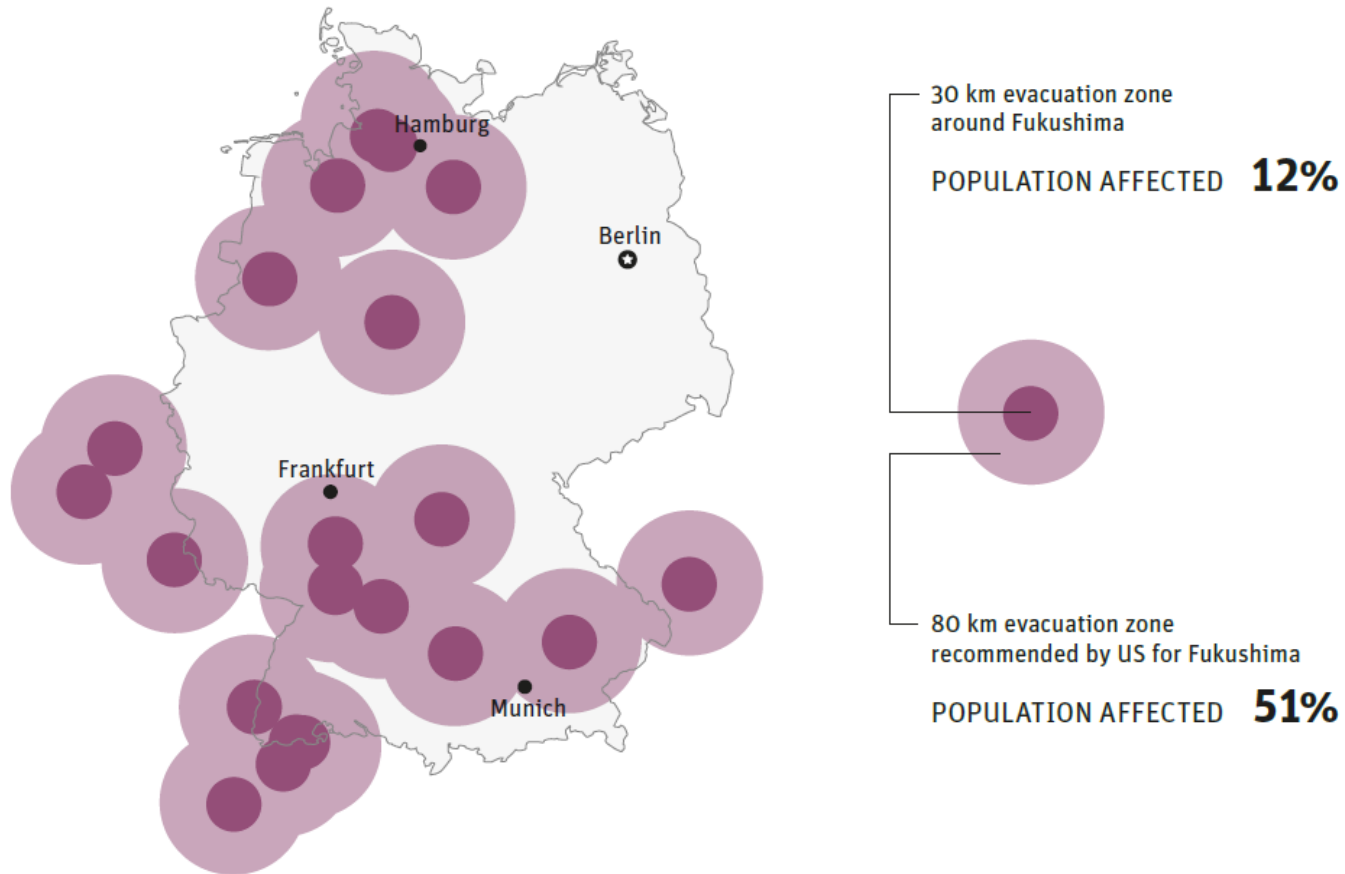 Hamburg
Berlin
Frankfurt
Munich
30 km evacuation zone
around Fukushima
POPULATION AFFECTED 12%
80 km evacuation zone
recommended by US for Fukushima
POPULATION AFFECTED 51%